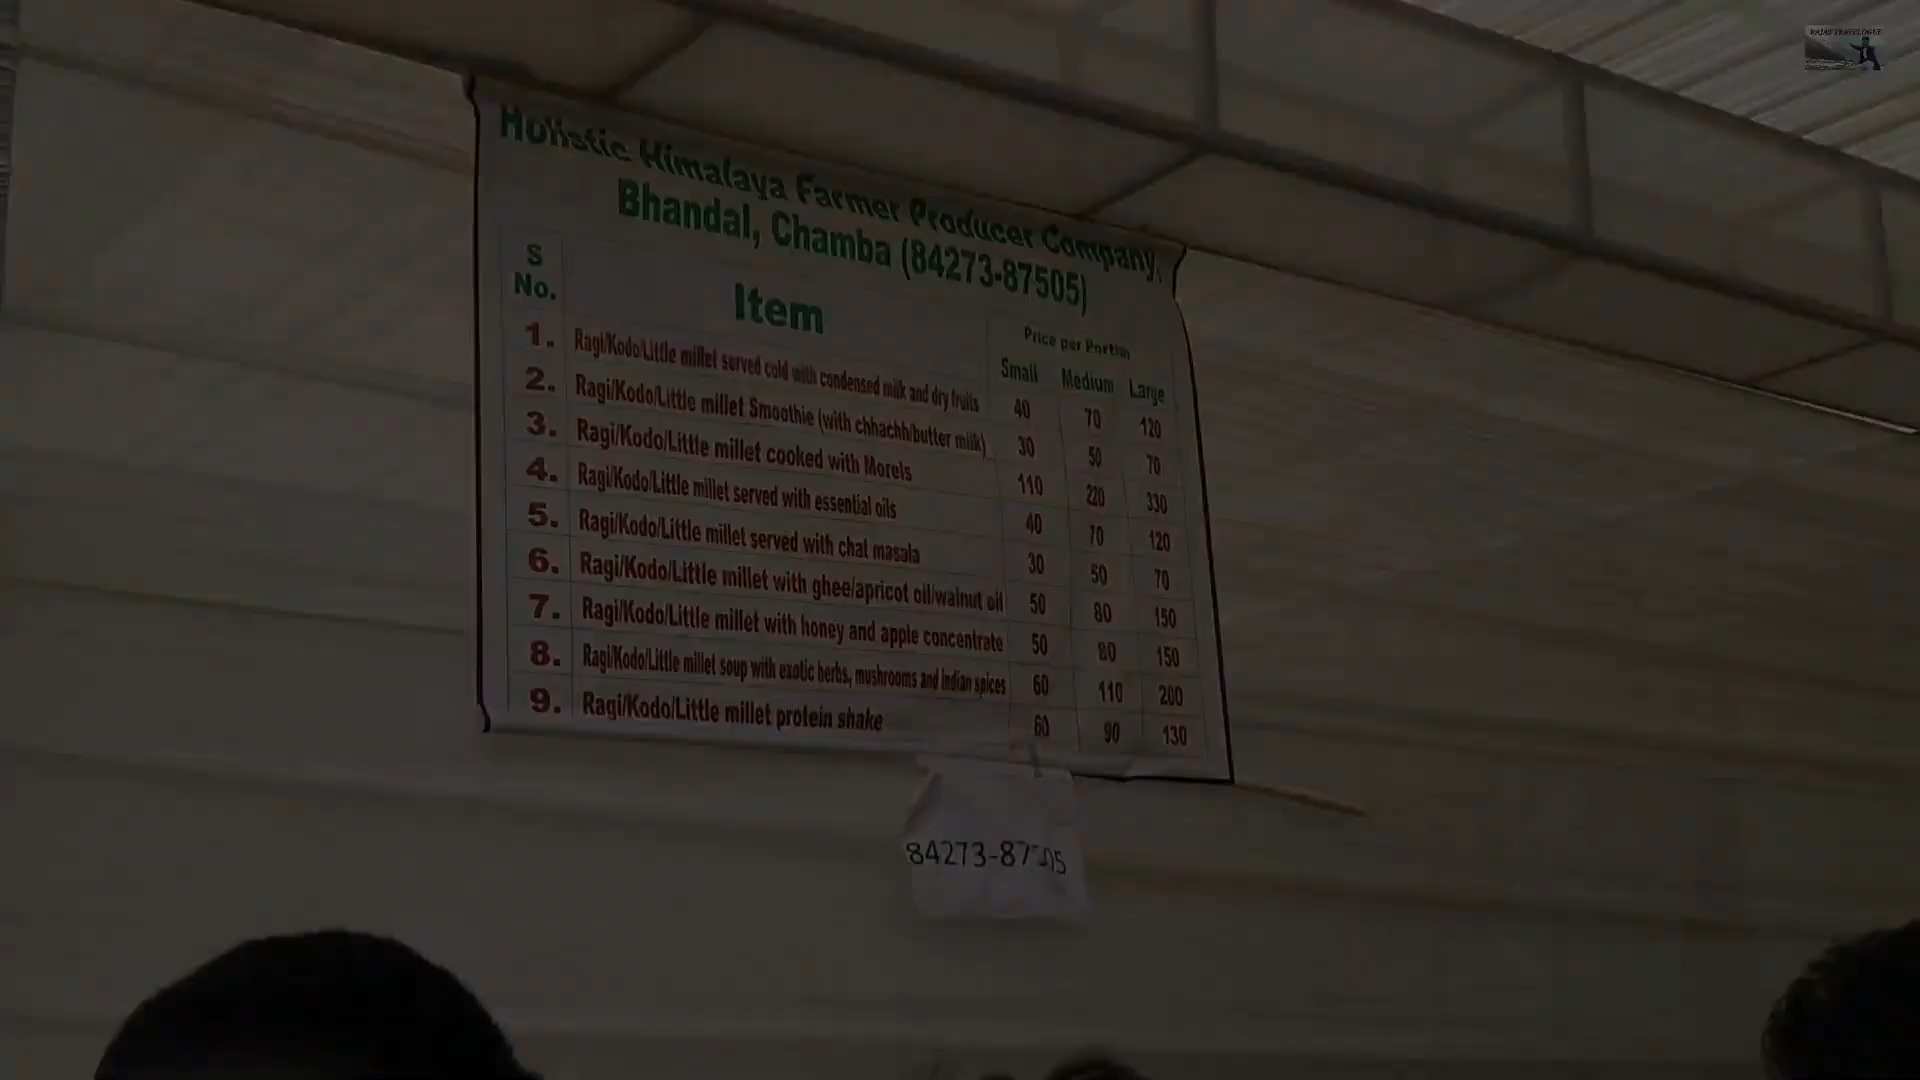 RAJAS TRAVELOGUE
Holistic Himalaya Farmer Producer Company,
Bhandal, Chamba (84273-87505)
S No. Item Price per Portion
Small Medium Large
1. Ragi/Kodo/Little millet served cold with condensed milk and dry fruits 40 70 120
2. Ragi/Kodo/Little millet Smoothie (with chhachh/butter milk) 30 50 70
3. Ragi/Kodo/Little millet cooked with Morels 110 220 330
4. Ragi/Kodo/Little millet served with essential oils 40 70 120
5. Ragi/Kodo/Little millet served with chat masala 30 50 70
6. Ragi/Kodo/Little millet with ghee/apricot oil/walnut oil 50 80 150
7. Ragi/Kodo/Little millet with honey and apple concentrate 50 80 150
8. Ragi/Kodo/Little millet soup with exotic herbs, mushrooms and indian spices 60 110 200
9. Ragi/Kodo/Little millet protein shake 60 90 130
84273-87505